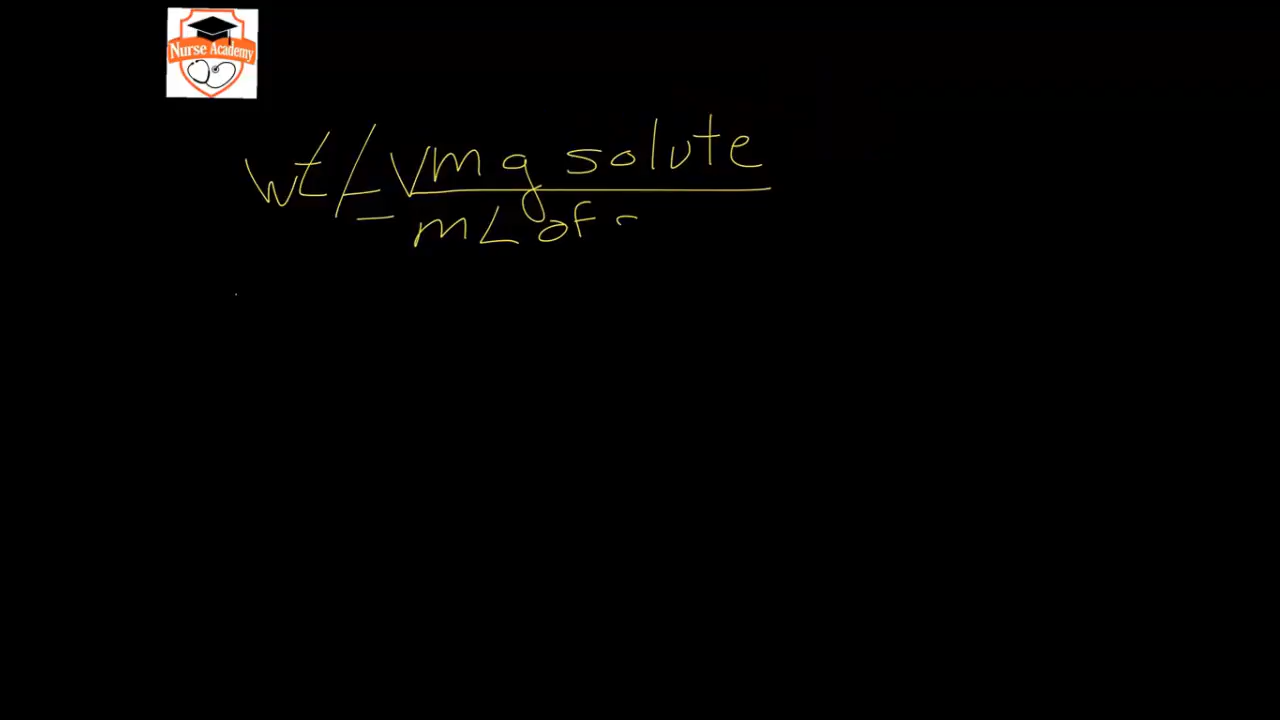 Nurse Academy
wt/v = mg solute
mL of